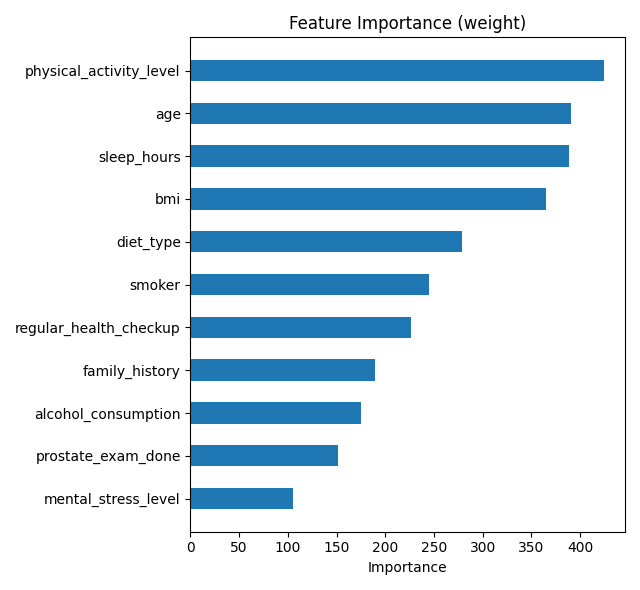 Feature Importance (weight)
physical_activity_level
age
sleep_hours
bmi
diet_type
smoker
regular_health_checkup
family_history
alcohol_consumption
prostate_exam_done
mental_stress_level
0 50 100 150 200 250 300 350 400
Importance